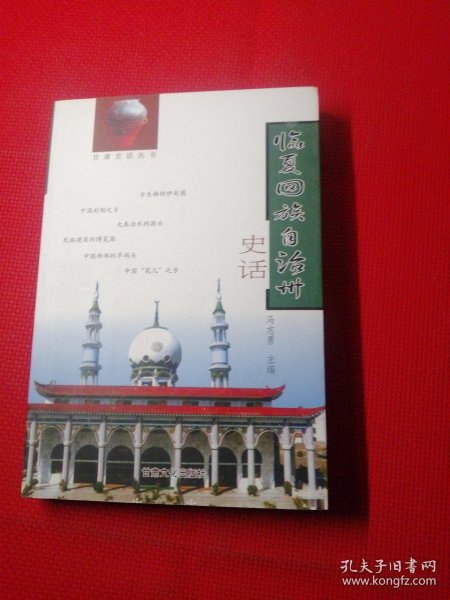 甘肃史话丛书
临夏回族自治州
史话
古生物的伊甸园
中国彩陶之乡
大禹治水的源头
民族建筑的博览园
中国西部的旱码头
中国“花儿”之乡
马志勇 主编
甘肃文化出版社
孔夫子旧书网
www.kongfz.com